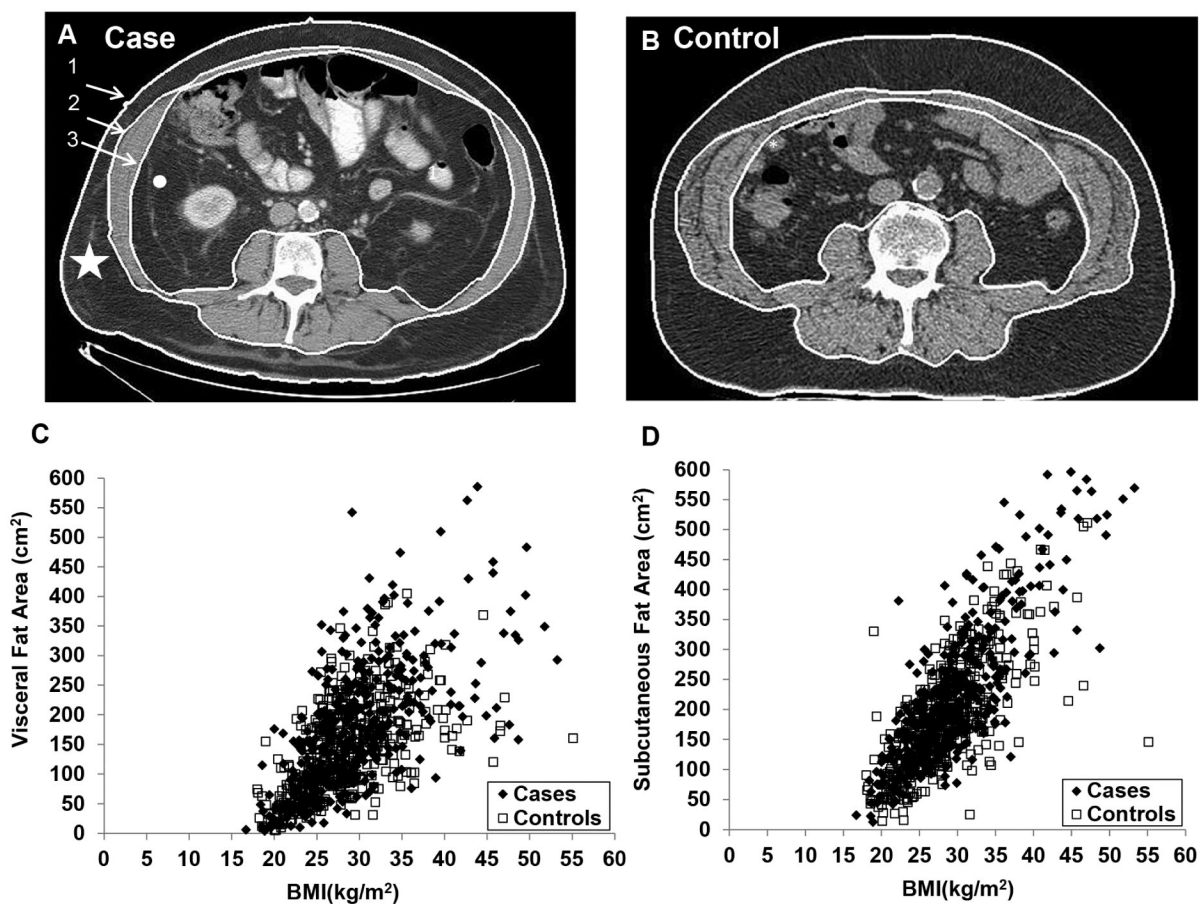 A Case
1
2
3
B Control
C
Visceral Fat Area (cm²)
600
550
500
450
400
350
300
250
200
150
100
50
0
0 5 10 15 20 25 30 35 40 45 50 55 60
BMI(kg/m²)
Cases
Controls
D
Subcutaneous Fat Area (cm²)
600
550
500
450
400
350
300
250
200
150
100
50
0
0 5 10 15 20 25 30 35 40 45 50 55 60
BMI(kg/m²)
Cases
Controls